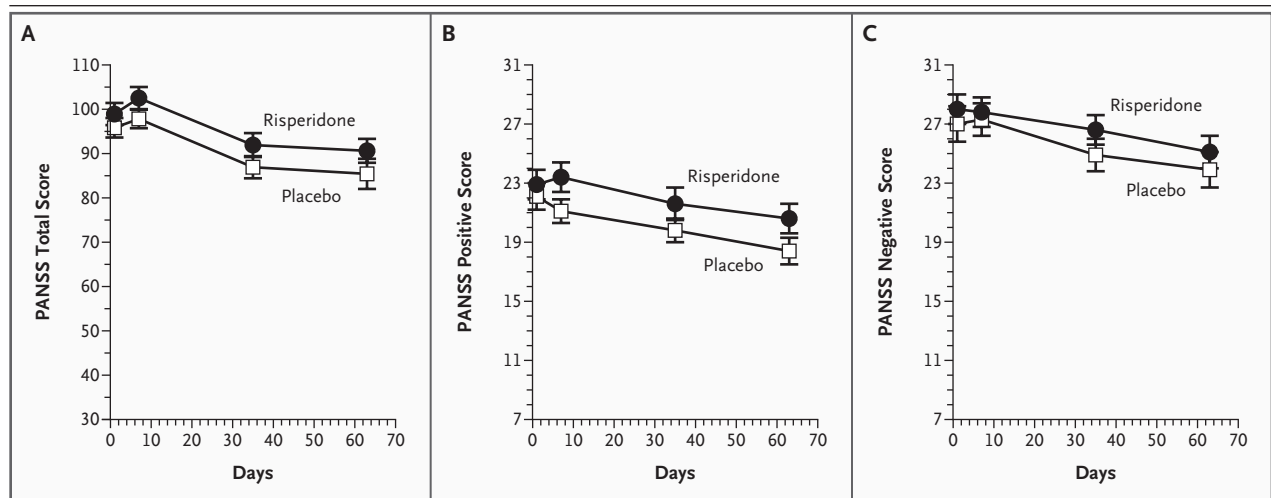 A
PANSS Total Score
110
100
90
80
70
60
50
40
30
Risperidone
Placebo
0 10 20 30 40 50 60 70
Days
B
PANSS Positive Score
31
27
23
19
15
11
7
Risperidone
Placebo
0 10 20 30 40 50 60 70
Days
C
PANSS Negative Score
31
27
23
19
15
11
7
Risperidone
Placebo
0 10 20 30 40 50 60 70
Days